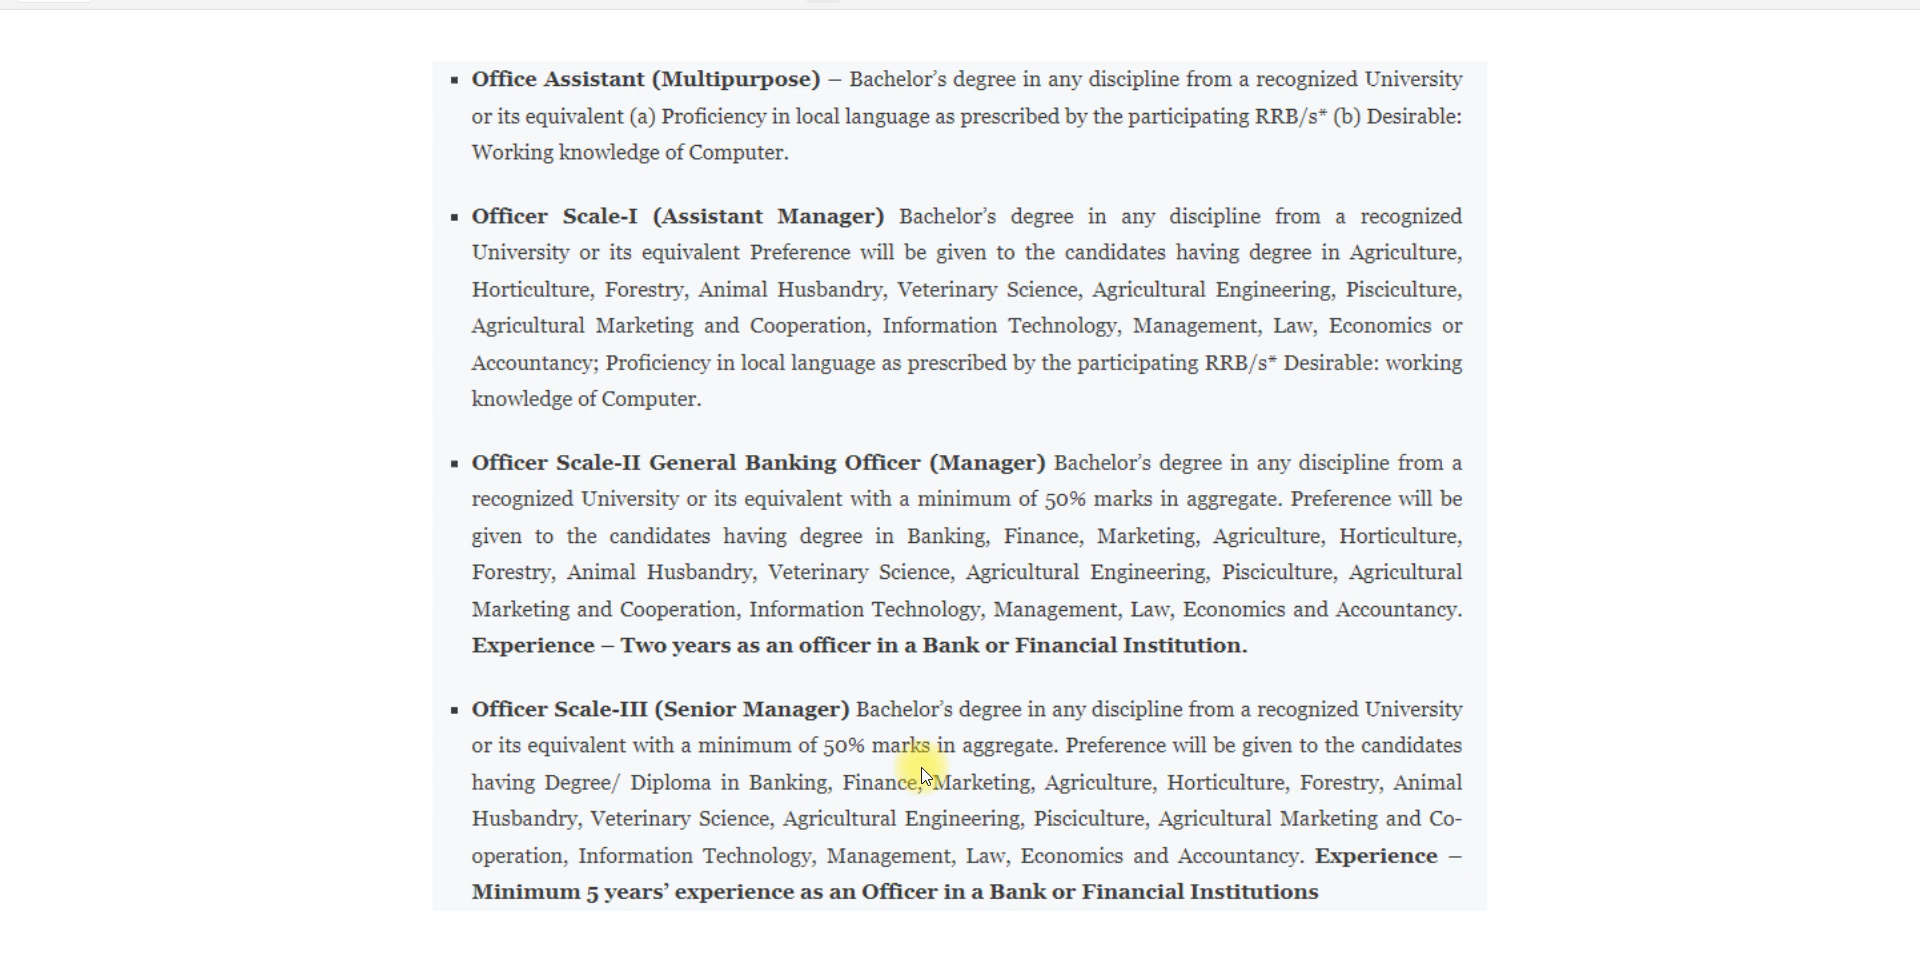 ▪ Office Assistant (Multipurpose) – Bachelor’s degree in any discipline from a recognized University
or its equivalent (a) Proficiency in local language as prescribed by the participating RRB/s* (b) Desirable:
Working knowledge of Computer.
▪ Officer Scale-I (Assistant Manager) Bachelor’s degree in any discipline from a recognized
University or its equivalent Preference will be given to the candidates having degree in Agriculture,
Horticulture, Forestry, Animal Husbandry, Veterinary Science, Agricultural Engineering, Pisciculture,
Agricultural Marketing and Cooperation, Information Technology, Management, Law, Economics or
Accountancy; Proficiency in local language as prescribed by the participating RRB/s* Desirable: working
knowledge of Computer.
▪ Officer Scale-II General Banking Officer (Manager) Bachelor’s degree in any discipline from a
recognized University or its equivalent with a minimum of 50% marks in aggregate. Preference will be
given to the candidates having degree in Banking, Finance, Marketing, Agriculture, Horticulture,
Forestry, Animal Husbandry, Veterinary Science, Agricultural Engineering, Pisciculture, Agricultural
Marketing and Cooperation, Information Technology, Management, Law, Economics and Accountancy.
Experience – Two years as an officer in a Bank or Financial Institution.
▪ Officer Scale-III (Senior Manager) Bachelor’s degree in any discipline from a recognized University
or its equivalent with a minimum of 50% marks in aggregate. Preference will be given to the candidates
having Degree/ Diploma in Banking, Finance, Marketing, Agriculture, Horticulture, Forestry, Animal
Husbandry, Veterinary Science, Agricultural Engineering, Pisciculture, Agricultural Marketing and Co-
operation, Information Technology, Management, Law, Economics and Accountancy. Experience –
Minimum 5 years’ experience as an Officer in a Bank or Financial Institutions